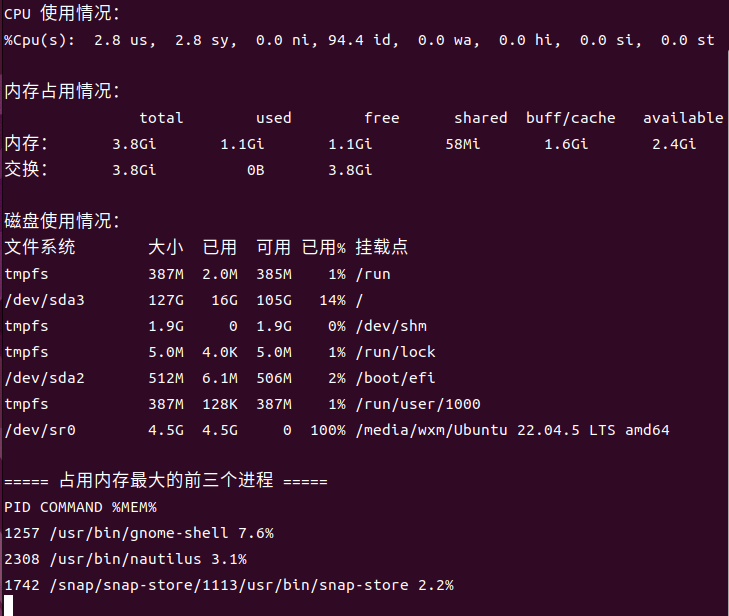 CPU 使用情况:
%Cpu(s):  2.8 us,  2.8 sy,  0.0 ni, 94.4 id,  0.0 wa,  0.0 hi,  0.0 si,  0.0 st
内存占用情况:
total        used        free      shared  buff/cache   available
内存:       3.8Gi       1.1Gi       1.1Gi        58Mi       1.6Gi       2.4Gi
交换:       3.8Gi          0B       3.8Gi
磁盘使用情况:
文件系统        大小  已用  可用 已用% 挂载点
tmpfs           387M  2.0M  385M    1% /run
/dev/sda3       127G   16G  105G   14% /
tmpfs           1.9G     0  1.9G    0% /dev/shm
tmpfs           5.0M  4.0K  5.0M    1% /run/lock
/dev/sda2       512M  6.1M  506M    2% /boot/efi
tmpfs           387M  128K  387M    1% /run/user/1000
/dev/sr0        4.5G  4.5G     0  100% /media/wxm/Ubuntu 22.04.5 LTS amd64
===== 占用内存最大的前三个进程 =====
PID COMMAND %MEM%
1257 /usr/bin/gnome-shell 7.6%
2308 /usr/bin/nautilus 3.1%
1742 /snap/snap-store/1113/usr/bin/snap-store 2.2%